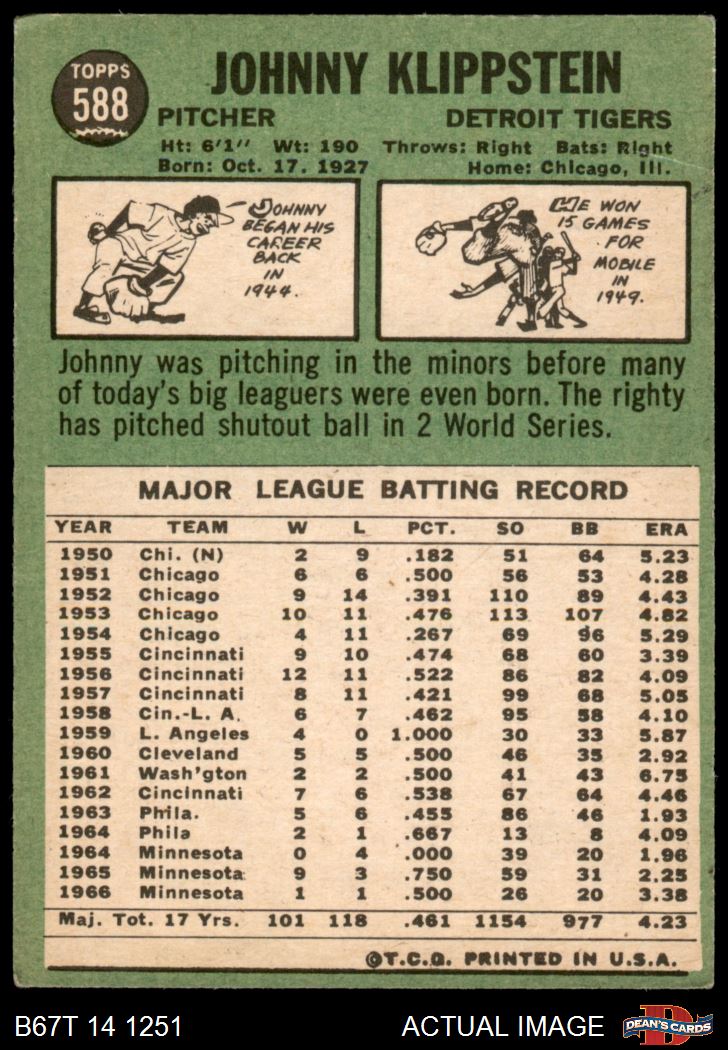 TOPPS
588
JOHNNY KLIPPSTEIN
PITCHER DETROIT TIGERS
Ht: 6'1" Wt: 190 Throws: Right Bats: Right
Born: Oct. 17, 1927 Home: Chicago, Ill.
JOHNNY
BEGAN HIS
CAREER
BACK
IN
1944.
HE WON
15 GAMES
FOR
MOBILE
IN
1949.
Johnny was pitching in the minors before many
of today's big leaguers were even born. The righty
has pitched shutout ball in 2 World Series.
MAJOR LEAGUE BATTING RECORD
YEAR TEAM W L PCT. SO BB ERA
1950 Chi. (N) 2 9 .182 51 64 5.23
1951 Chicago 6 6 .500 56 53 4.28
1952 Chicago 9 14 .391 110 89 4.43
1953 Chicago 10 11 .476 113 107 4.82
1954 Chicago 4 11 .267 69 96 5.29
1955 Cincinnati 9 10 .474 68 60 3.39
1956 Cincinnati 12 11 .522 86 82 4.09
1957 Cincinnati 8 11 .421 99 68 5.05
1958 Cin.-L. A. 6 7 .462 95 58 4.10
1959 L. Angeles 4 0 1.000 30 33 5.87
1960 Cleveland 5 5 .500 46 35 2.92
1961 Wash'gton 2 2 .500 41 43 6.75
1962 Cincinnati 7 6 .538 67 64 4.46
1963 Phila. 5 6 .455 86 46 1.93
1964 Phila 2 1 .667 13 8 4.09
1964 Minnesota 0 4 .000 39 20 1.96
1965 Minnesota 9 3 .750 59 31 2.25
1966 Minnesota 1 1 .500 26 20 3.38
Maj. Tot. 17 Yrs. 101 118 .461 1154 977 4.23
©T.C.G. PRINTED IN U.S.A.
B67T 14 1251 ACTUAL IMAGE
D
DEAN'S CARDS